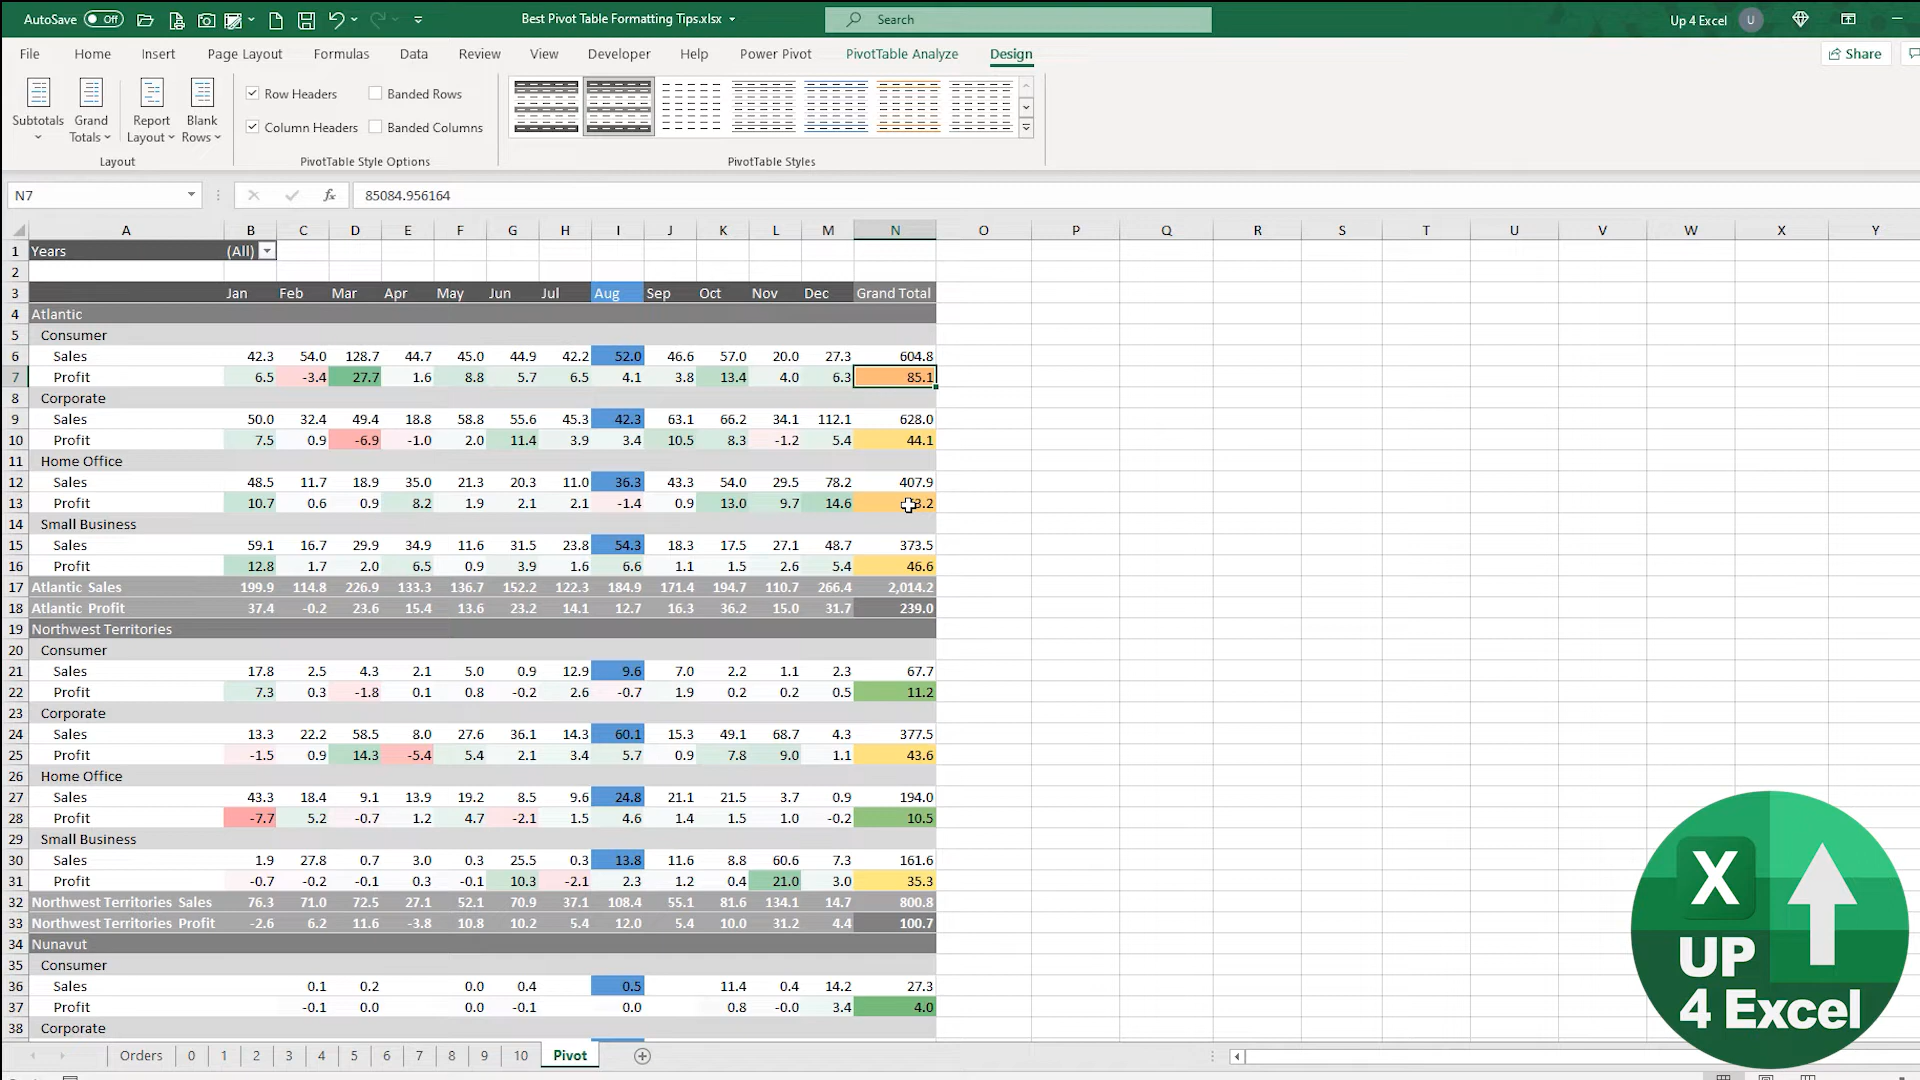 AutoSave Off Best Pivot Table Formatting Tips.xlsx Search Up 4 Excel U
File Home Insert Page Layout Formulas Data Review View Developer Help Power Pivot PivotTable Analyze Design Share
Subtotals Grand Totals Report Layout Blank Rows
Row Headers Banded Rows
Column Headers Banded Columns
Layout PivotTable Style Options PivotTable Styles
N7 fx 85084.956164
A B C D E F G H I J K L M N O P Q R S T U V W X Y
1 Years (All)
2
3 Jan Feb Mar Apr May Jun Jul Aug Sep Oct Nov Dec Grand Total
4 Atlantic
5 Consumer
6 Sales 42.3 54.0 128.7 44.7 45.0 44.9 42.2 52.0 46.6 57.0 20.0 27.3 604.8
7 Profit 6.5 -3.4 27.7 1.6 8.8 5.7 6.5 4.1 3.8 13.4 4.0 6.3 85.1
8 Corporate
9 Sales 50.0 32.4 49.4 18.8 58.8 55.6 45.3 42.3 63.1 66.2 34.1 112.1 628.0
10 Profit 7.5 0.9 -6.9 -1.0 2.0 11.4 3.9 3.4 10.5 8.3 -1.2 5.4 44.1
11 Home Office
12 Sales 48.5 11.7 18.9 35.0 21.3 20.3 11.0 36.3 43.3 54.0 29.5 78.2 407.9
13 Profit 10.7 0.6 0.9 8.2 1.9 2.1 2.1 -1.4 0.9 13.0 9.7 14.6
14 Small Business
15 Sales 59.1 16.7 29.9 34.9 11.6 31.5 23.8 54.3 18.3 17.5 27.1 48.7 373.5
16 Profit 12.8 1.7 2.0 6.5 0.9 3.9 1.6 6.6 1.1 1.5 2.6 5.4 46.6
17 Atlantic Sales 199.9 114.8 226.9 133.3 136.7 152.2 122.3 184.9 171.4 194.7 110.7 266.4 2,014.2
18 Atlantic Profit 37.4 -0.2 23.6 15.4 13.6 23.2 14.1 12.7 16.3 36.2 15.0 31.7 239.0
19 Northwest Territories
20 Consumer
21 Sales 17.8 2.5 4.3 2.1 5.0 0.9 12.9 9.6 7.0 2.2 1.1 2.3 67.7
22 Profit 7.3 0.3 -1.8 0.1 0.8 -0.2 2.6 -0.7 1.9 0.2 0.2 0.5 11.2
23 Corporate
24 Sales 13.3 22.2 58.5 8.0 27.6 36.1 14.3 60.1 15.3 49.1 68.7 4.3 377.5
25 Profit -1.5 0.9 14.3 -5.4 5.4 2.1 3.4 5.7 0.9 7.8 9.0 1.1 43.6
26 Home Office
27 Sales 43.3 18.4 9.1 13.9 19.2 8.5 9.6 24.8 21.1 21.5 3.7 0.9 194.0
28 Profit -7.7 5.2 -0.7 1.2 4.7 -2.1 1.5 4.6 1.4 1.5 1.0 -0.2 10.5
29 Small Business
30 Sales 1.9 27.8 0.7 3.0 0.3 25.5 0.3 13.8 11.6 8.8 60.6 7.3 161.6
31 Profit -0.7 -0.2 -0.1 0.3 -0.1 10.3 -2.1 2.3 1.2 0.4 21.0 3.0 35.3
32 Northwest Territories Sales 76.3 71.0 72.5 27.1 52.1 70.9 37.1 108.4 55.1 81.6 134.1 14.7 800.8
33 Northwest Territories Profit -2.6 6.2 11.6 -3.8 10.8 10.2 5.4 12.0 5.4 10.0 31.2 4.4 100.7
34 Nunavut
35 Consumer
36 Sales 0.1 0.2 0.0 0.4 0.5 11.4 0.4 14.2 27.3
37 Profit -0.1 0.0 0.0 -0.1 0.0 0.8 -0.0 3.4 4.0
38 Corporate
X
UP
4 Excel
Orders 0 1 2 3 4 5 6 7 8 9 10 Pivot